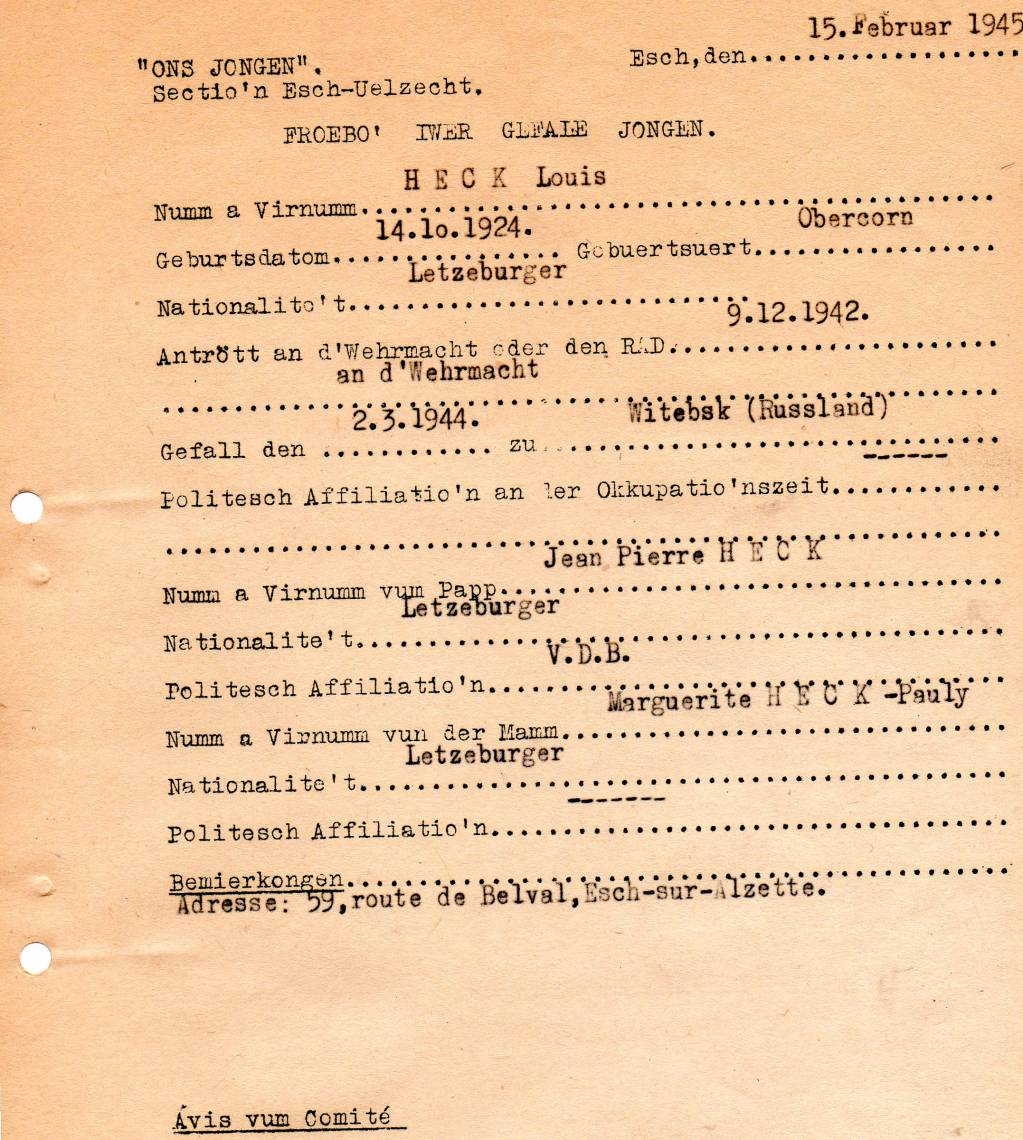 15.Februar 1945
Esch,den..................
"ONS JONGEN".
Sectio'n Esch-Uelzecht.
FROEBO' IWER GEFALE JONGEN.
H E C K Louis
Numm a Virnumm............................................
14.1o.1924. Obercorn
Geburtsdatom................ Gebuertsuert.................
Letzeburger
Nationalite't............................
9.12.1942.
Antrött an d'Wehrmacht oder den RAD.......................
an d'Wehrmacht
..........................................................
2.3.1944. Witebsk (Russland)
Gefall den ............ zu................................
------
Politesch Affiliatio'n an der Okkupatio'nszeit............
..........................................................
Jean Pierre H E C K
Numm a Virnumm vum Papp...................................
Letzeburger
Nationalite't.............................................
V.D.B.
Politesch Affiliatio'n....................................
Marguerite H E C K -Pauly
Numm a Virnumm vun der Mamm...............................
Letzeburger
Nationalite't.............................................
-------
Politesch Affiliatio'n....................................
Bemierkongen..............................................
Adresse: 59,route de Belval,Esch-sur-Alzette.
Avis vum Comité